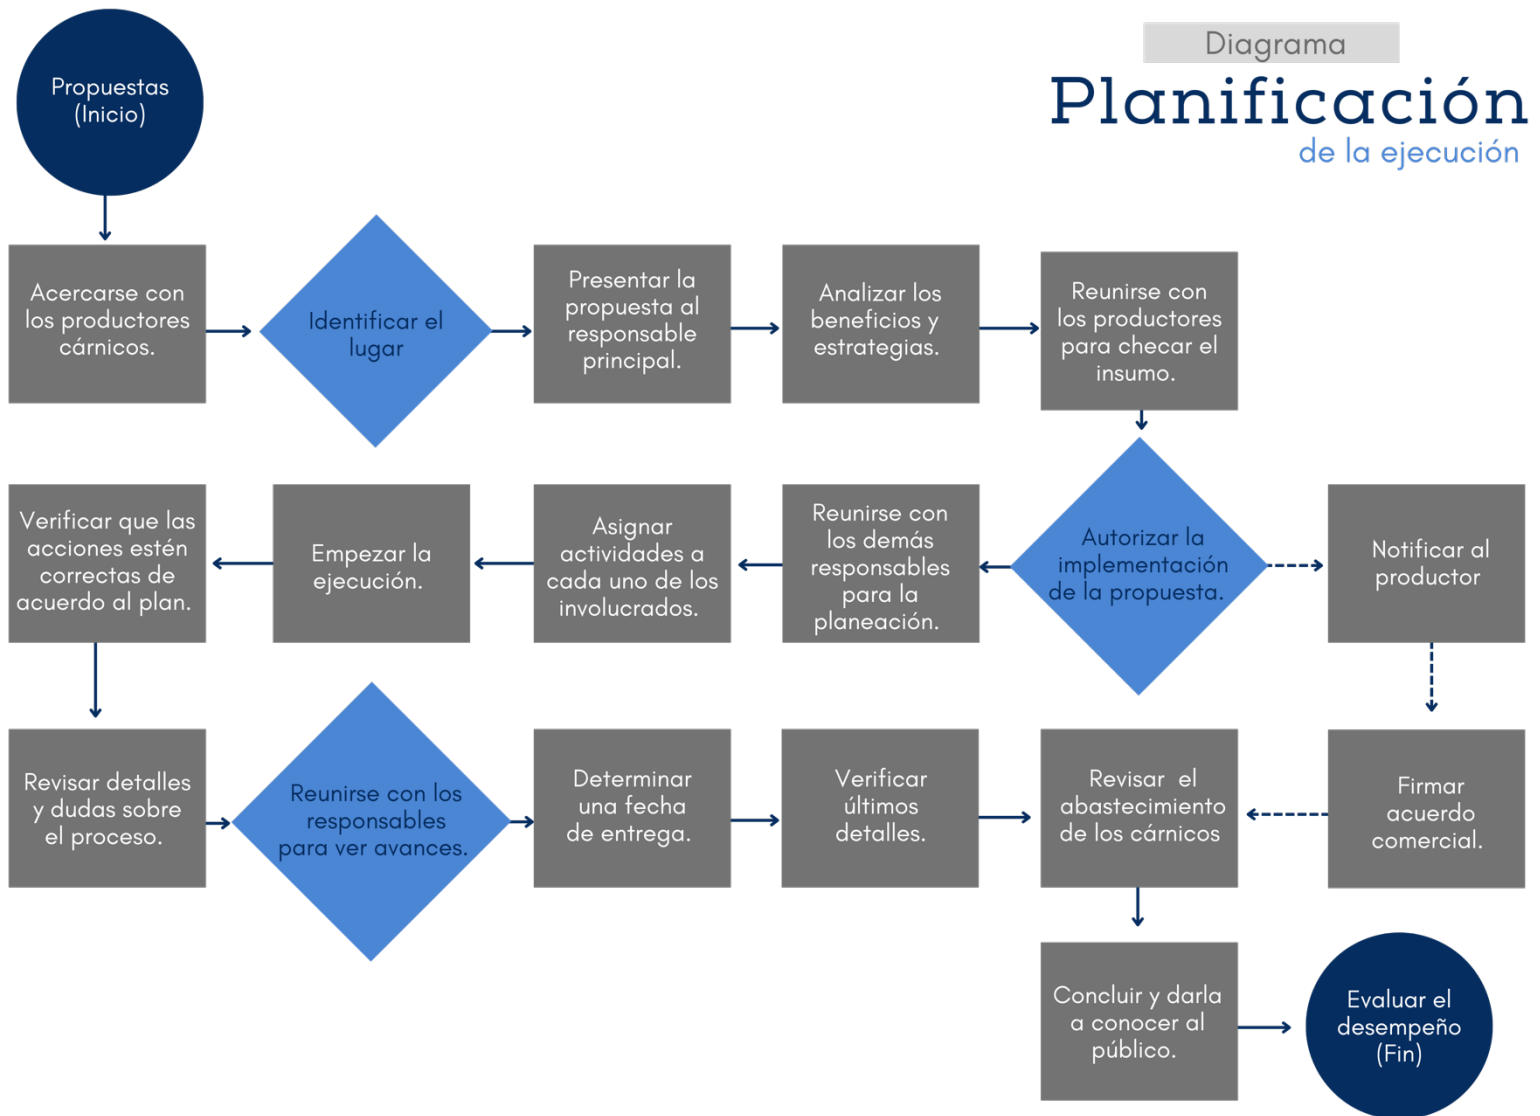 Diagrama
Planificación
de la ejecución
Propuestas
(Inicio)
Acercarse con
los productores
cárnicos.
Identificar el
lugar
Presentar la
propuesta al
responsable
principal.
Analizar los
beneficios y
estrategias.
Reunirse con
los productores
para checar el
insumo.
Autorizar la
implementación
de la propuesta.
Notificar al
productor
Firmar
acuerdo
comercial.
Reunirse con
los demás
responsables
para la
planeación.
Asignar
actividades a
cada uno de los
involucrados.
Empezar la
ejecución.
Verificar que las
acciones estén
correctas de
acuerdo al plan.
Revisar detalles
y dudas sobre
el proceso.
Reunirse con los
responsables
para ver avances.
Determinar
una fecha
de entrega.
Verificar
últimos
detalles.
Revisar el
abastecimiento
de los cárnicos
Concluir y darla
a conocer al
público.
Evaluar el
desempeño
(Fin)